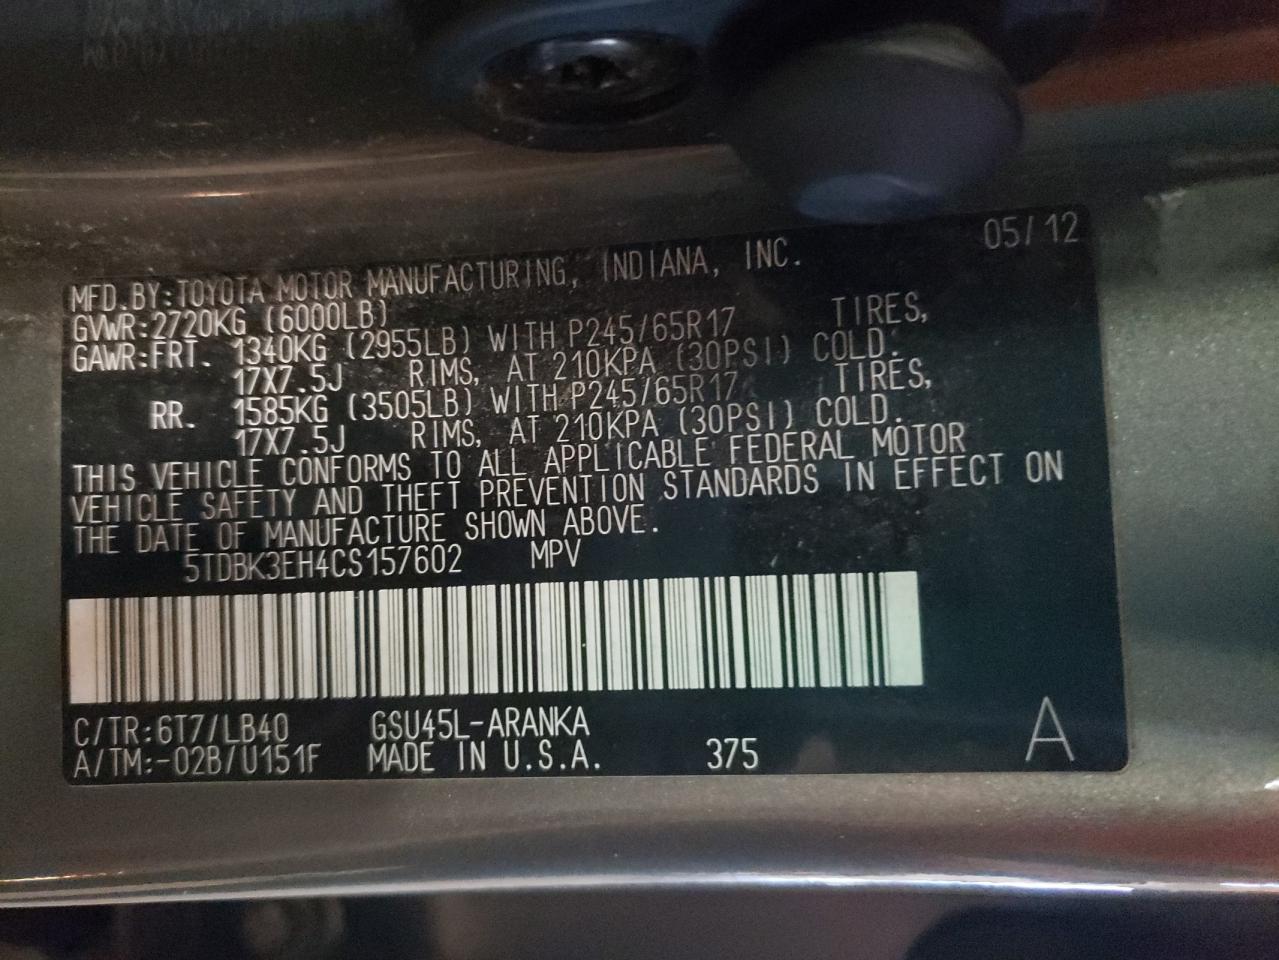 05/12
MFD.BY:TOYOTA MOTOR MANUFACTURING, INDIANA, INC.
GVWR:2720KG (6000LB)
GAWR:FRT. 1340KG (2955LB) WITH P245/65R17 TIRES,
17X7.5J RIMS, AT 210KPA (30PSI) COLD.
RR. 1585KG (3505LB) WITH P245/65R17 TIRES,
17X7.5J RIMS, AT 210KPA (30PSI) COLD.
THIS VEHICLE CONFORMS TO ALL APPLICABLE FEDERAL MOTOR
VEHICLE SAFETY AND THEFT PREVENTION STANDARDS IN EFFECT ON
THE DATE OF MANUFACTURE SHOWN ABOVE.
5TDBK3EH4CS157602 MPV
C/TR:6T7/LB40 GSU45L-ARANKA
A/TM:-02B/U151F MADE IN U.S.A. 375 A